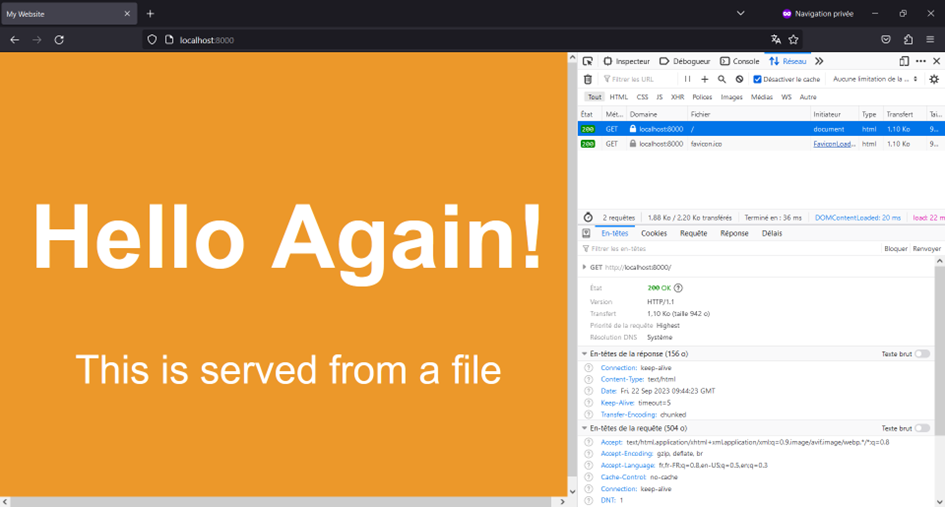 My Website
Navigation privée
localhost:8000
Hello Again!
This is served from a file
Inspecteur Débogueur Console Réseau
Filtrer les URL Désactiver le cache Aucune limitation de la ...
Tout HTML CSS JS XHR Polices Images Médias WS Autre
État Mét... Domaine Fichier Initiateur Type Transfert Tai...
200 GET localhost:8000 / document html 1,10 Ko 9...
200 GET localhost:8000 favicon.ico FaviconLoad... html 1,10 Ko 9...
2 requêtes 1,88 Ko / 2,20 Ko transférés Terminé en : 36 ms DOMContentLoaded: 20 ms load: 22 m
En-têtes Cookies Requête Réponse Délais
Filtrer les en-têtes Bloquer Renvoyer
GET http://localhost:8000/
État 200 OK
Version HTTP/1.1
Transfert 1,10 Ko (taille 942 o)
Priorité de la requête Highest
Résolution DNS Système
En-têtes de la réponse (156 o) Texte brut
Connection: keep-alive
Content-Type: text/html
Date: Fri, 22 Sep 2023 09:44:23 GMT
Keep-Alive: timeout=5
Transfer-Encoding: chunked
En-têtes de la requête (504 o) Texte brut
Accept: text/html,application/xhtml+xml,application/xml;q=0.9,image/avif,image/webp,*/*;q=0.8
Accept-Encoding: gzip, deflate, br
Accept-Language: fr,fr-FR;q=0.8,en-US;q=0.5,en;q=0.3
Cache-Control: no-cache
Connection: keep-alive
DNT: 1